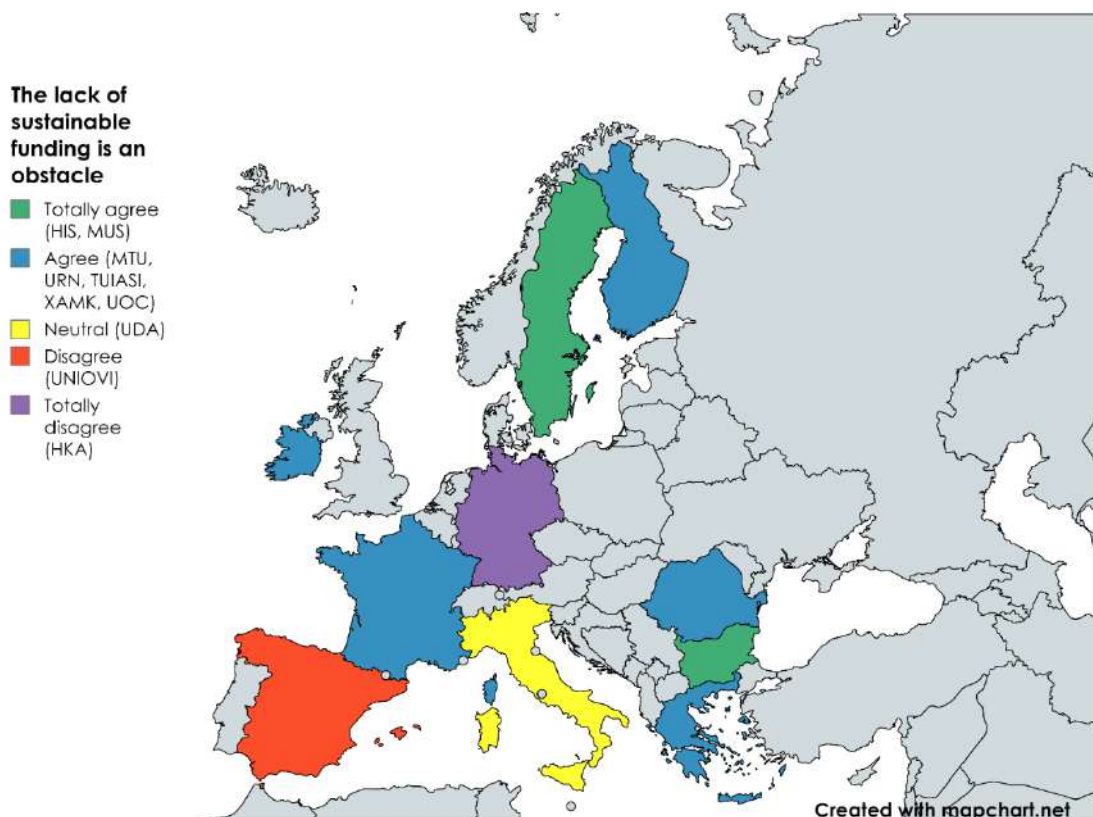 The lack of
sustainable
funding is an
obstacle
Totally agree
(HIS, MUS)
Agree (MTU,
URN, TUIASI,
XAMK, UOC)
Neutral (UDA)
Disagree
(UNIOVI)
Totally
disagree
(HKA)
Created with mapchart.net